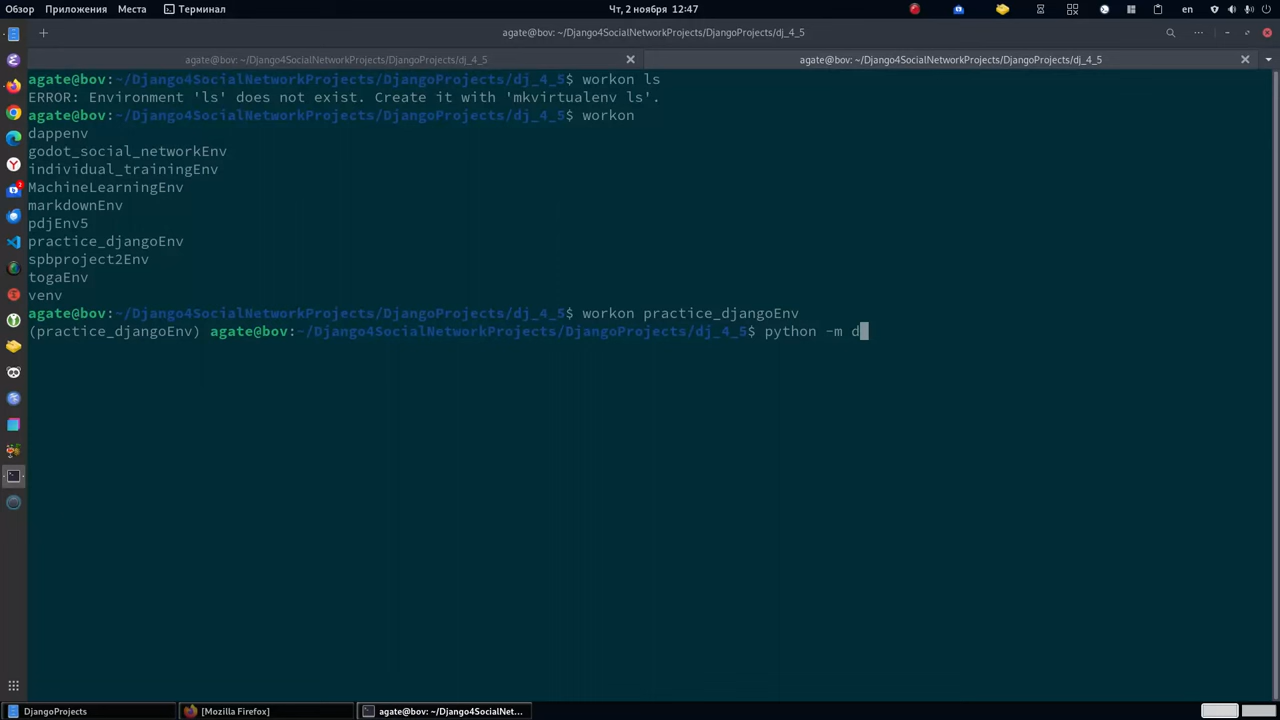 Обзор Приложения Места Терминал Чт, 2 ноября 12:47 en
agate@bov: ~/Django4SocialNetworkProjects/DjangoProjects/dj_4_5
agate@bov: ~/Django4SocialNetworkProjects/DjangoProjects/dj_4_5 agate@bov: ~/Django4SocialNetworkProjects/DjangoProjects/dj_4_5
agate@bov:~/Django4SocialNetworkProjects/DjangoProjects/dj_4_5$ workon ls
ERROR: Environment 'ls' does not exist. Create it with 'mkvirtualenv ls'.
agate@bov:~/Django4SocialNetworkProjects/DjangoProjects/dj_4_5$ workon
dappenv
godot_social_networkEnv
individual_trainingEnv
MachineLearningEnv
markdownEnv
pdjEnv5
practice_djangoEnv
spbproject2Env
togaEnv
venv
agate@bov:~/Django4SocialNetworkProjects/DjangoProjects/dj_4_5$ workon practice_djangoEnv
(practice_djangoEnv) agate@bov:~/Django4SocialNetworkProjects/DjangoProjects/dj_4_5$ python -m d
DjangoProjects [Mozilla Firefox] agate@bov: ~/Django4SocialNet...